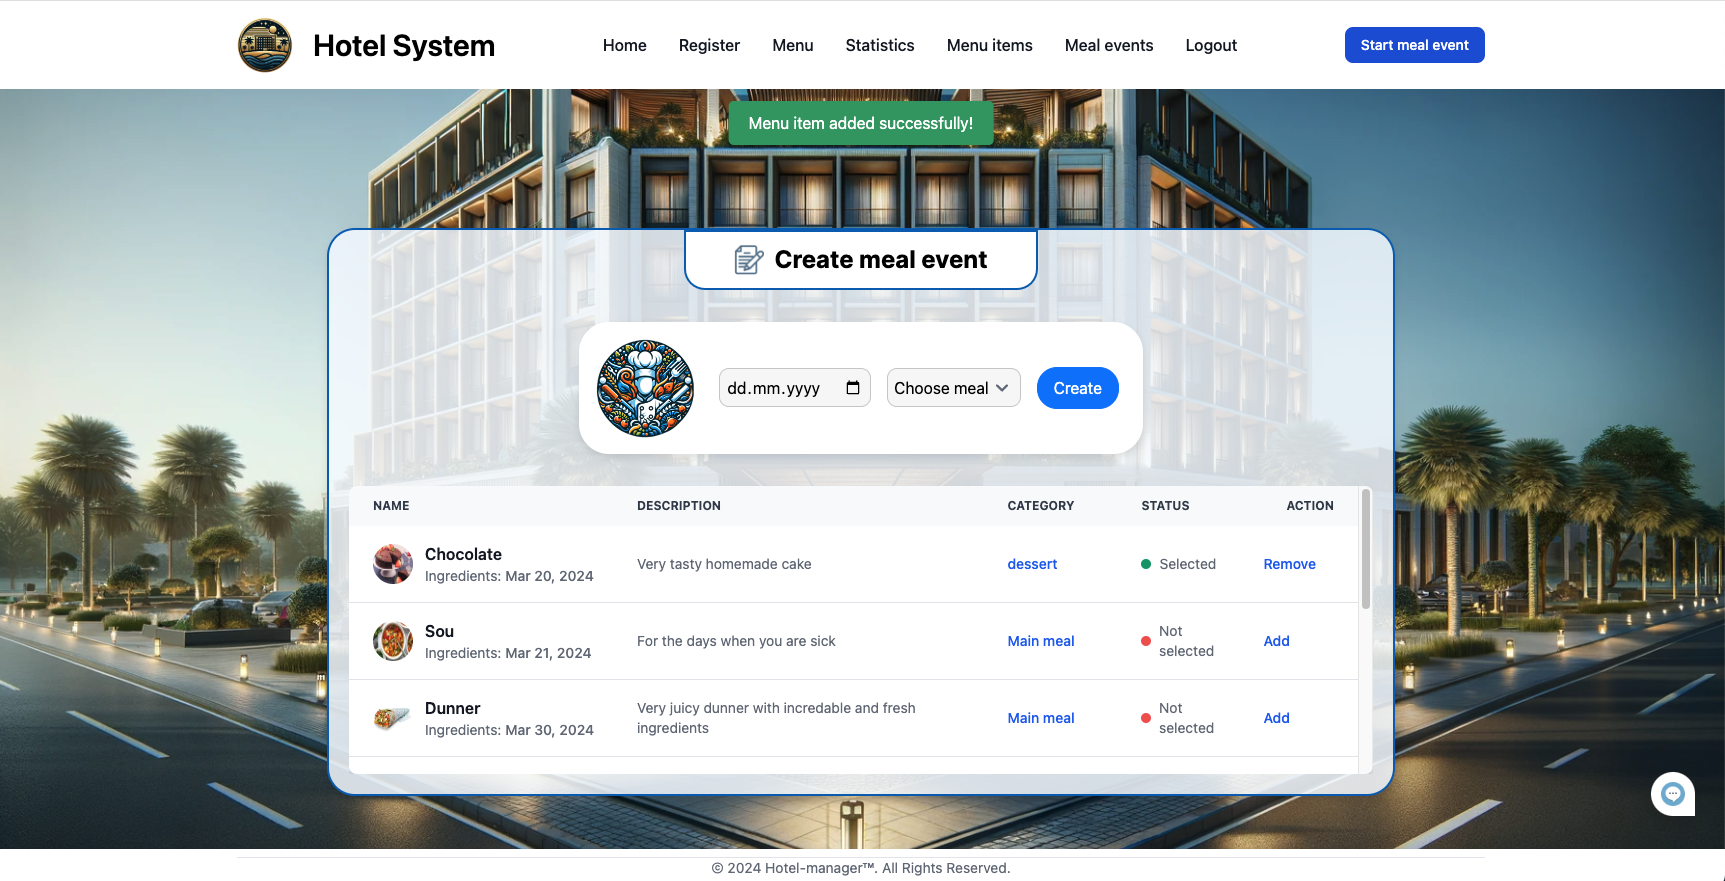 Hotel System
Home Register Menu Statistics Menu items Meal events Logout
Start meal event
Menu item added successfully!
Create meal event
dd.mm.yyyy Choose meal Create
NAME DESCRIPTION CATEGORY STATUS ACTION
Chocolate
Ingredients: Mar 20, 2024
Very tasty homemade cake
dessert
Selected
Remove
Sou
Ingredients: Mar 21, 2024
For the days when you are sick
Main meal
Not
selected
Add
Dunner
Ingredients: Mar 30, 2024
Very juicy dunner with incredable and fresh
ingredients
Main meal
Not
selected
Add
© 2024 Hotel-manager™. All Rights Reserved.